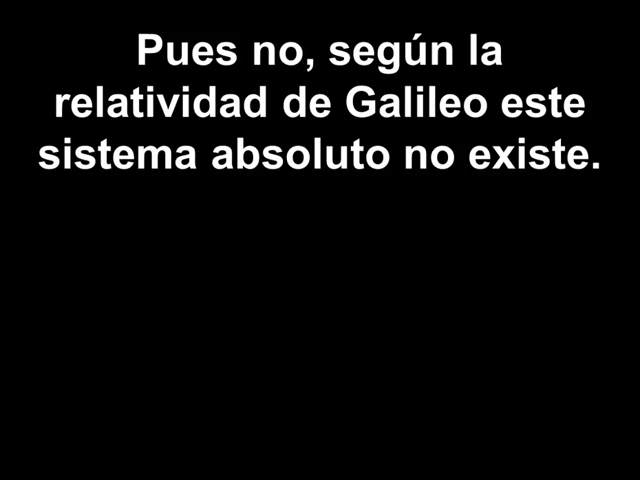 Pues no, según la
relatividad de Galileo este
sistema absoluto no existe.